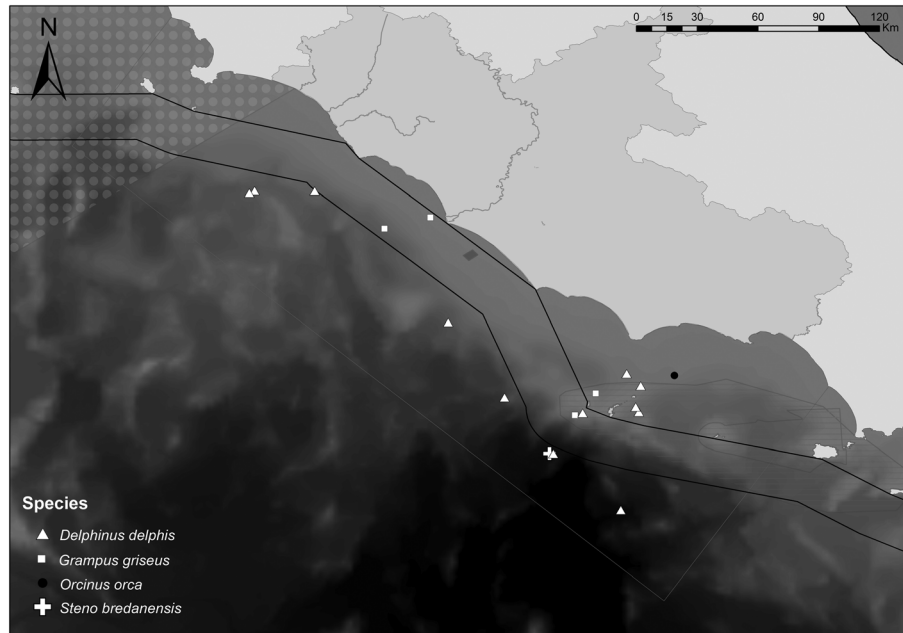 N
0 15 30 60 90 120
Km
Species
Delphinus delphis
Grampus griseus
Orcinus orca
Steno bredanensis